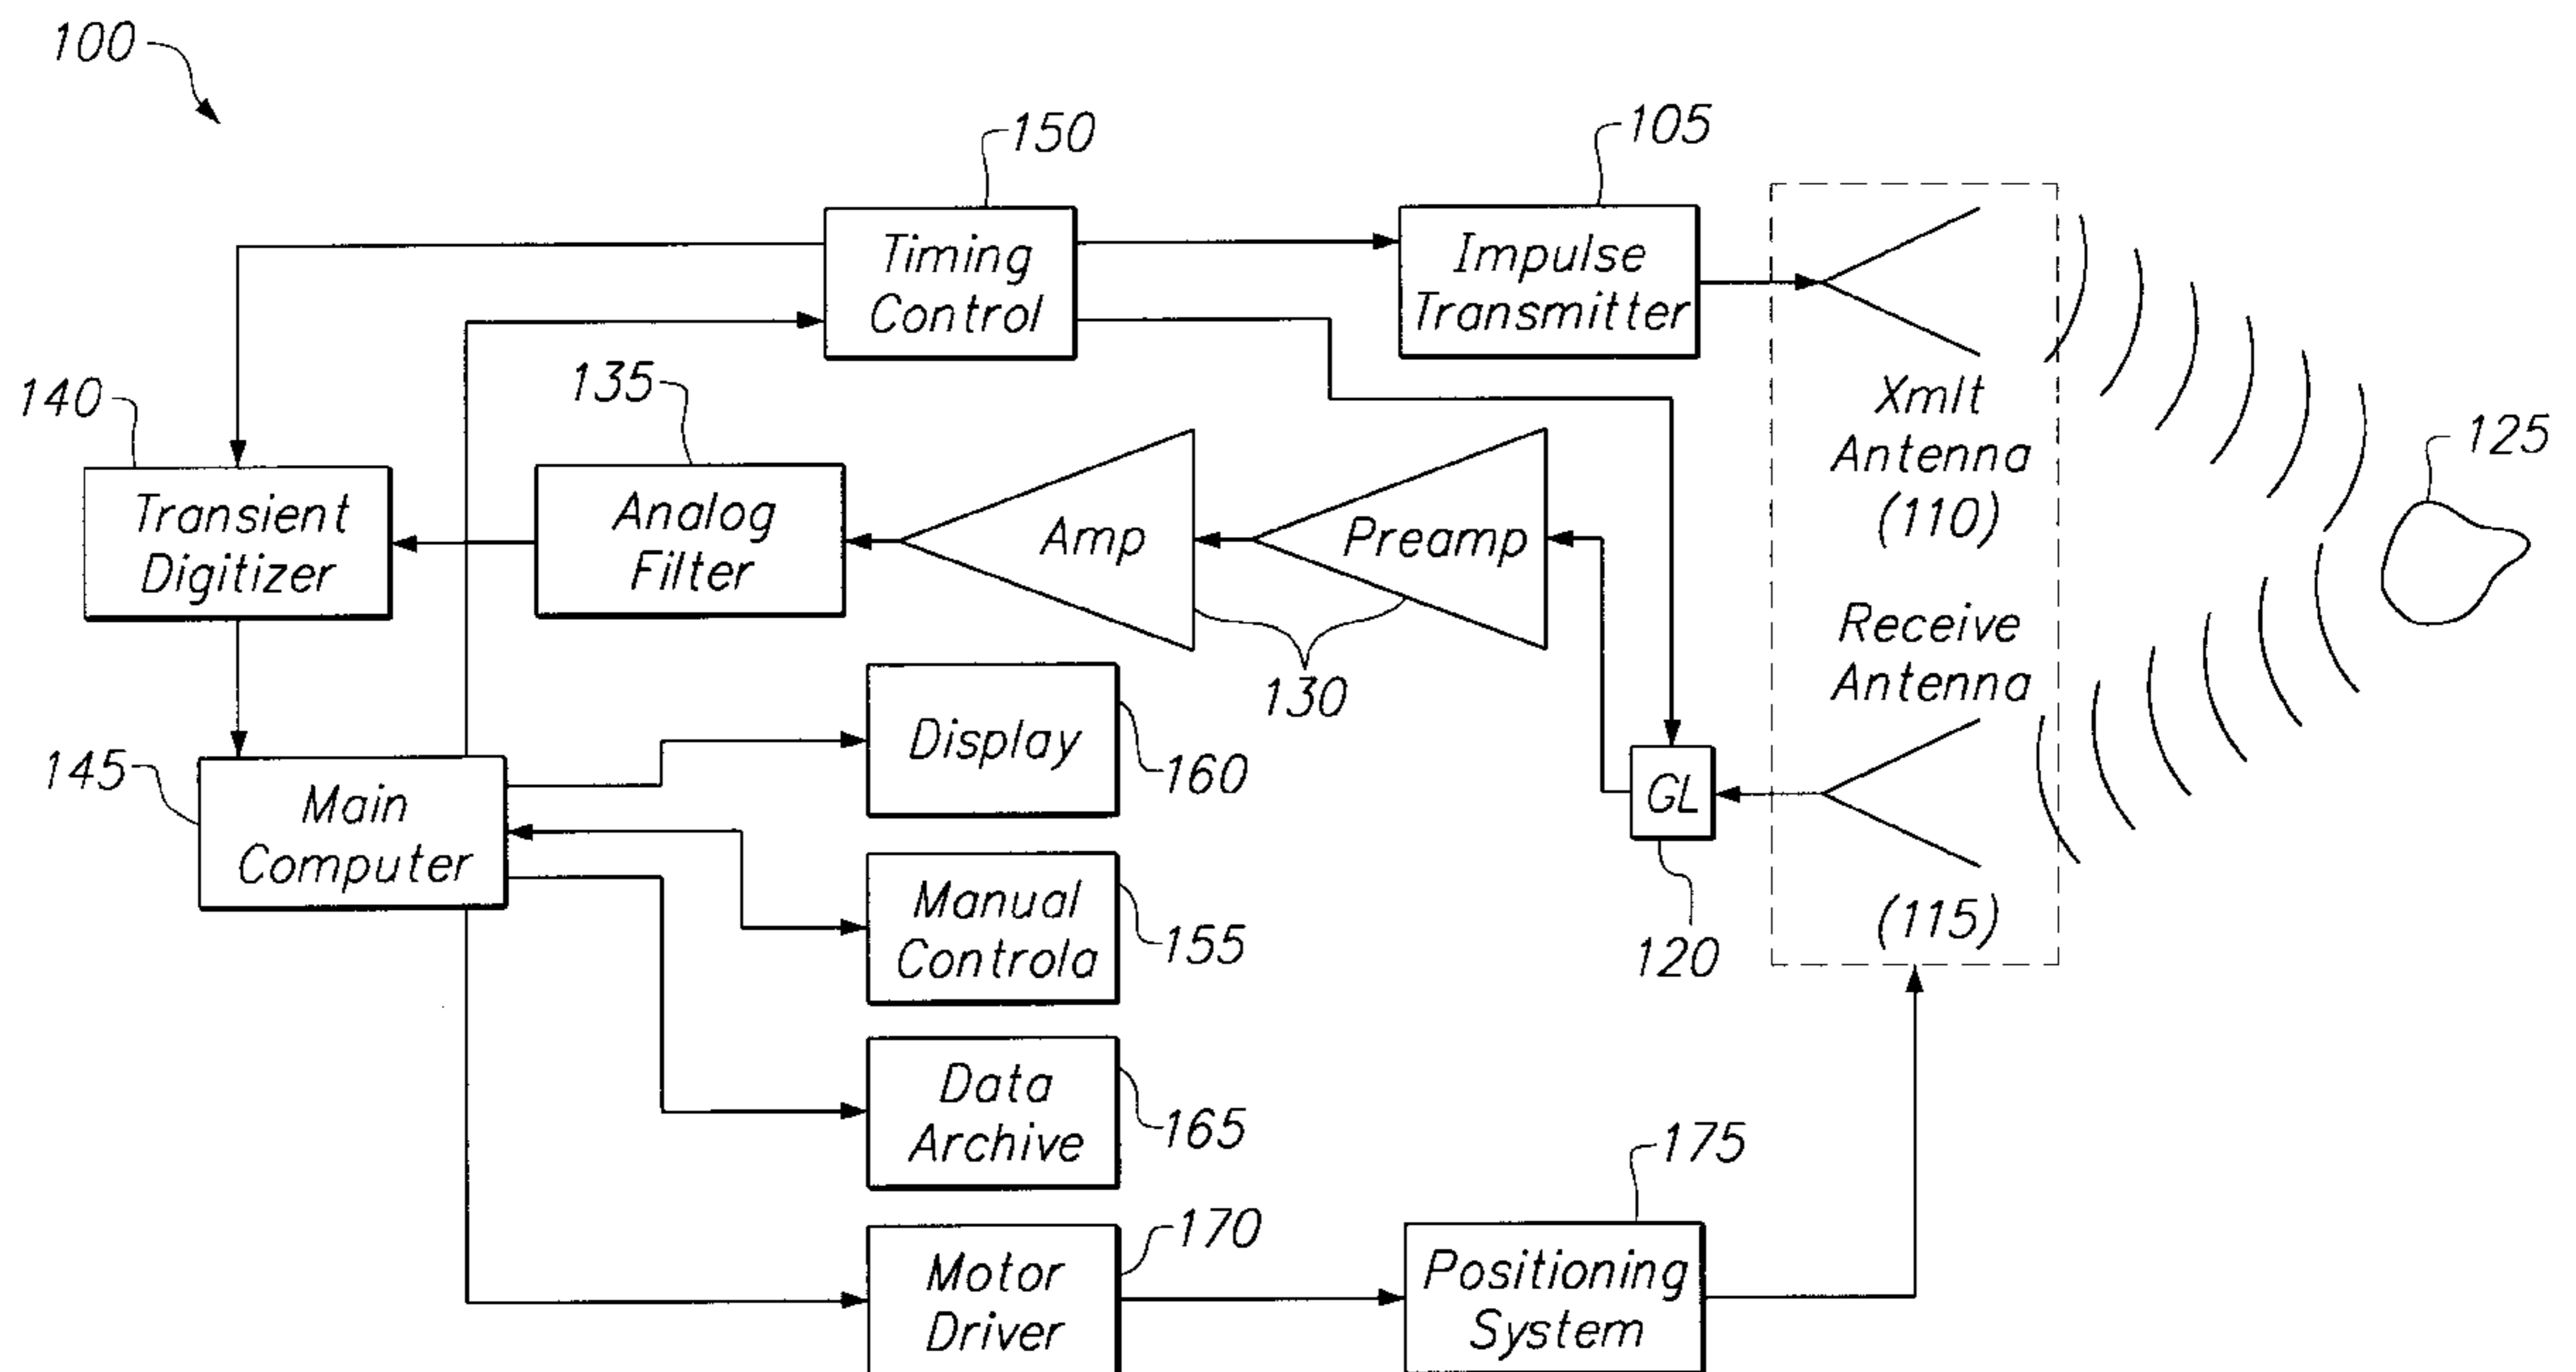 100
150
105
Timing
Control
Impulse
Transmitter
140
135
Xmlt
Antenna
(110)
125
Transient
Digitizer
Analog
Filter
Amp
Preamp
130
Receive
Antenna
(115)
145
Main
Computer
Display
160
GL
120
Manual
Controla
155
Data
Archive
165
175
170
Motor
Driver
Positioning
System